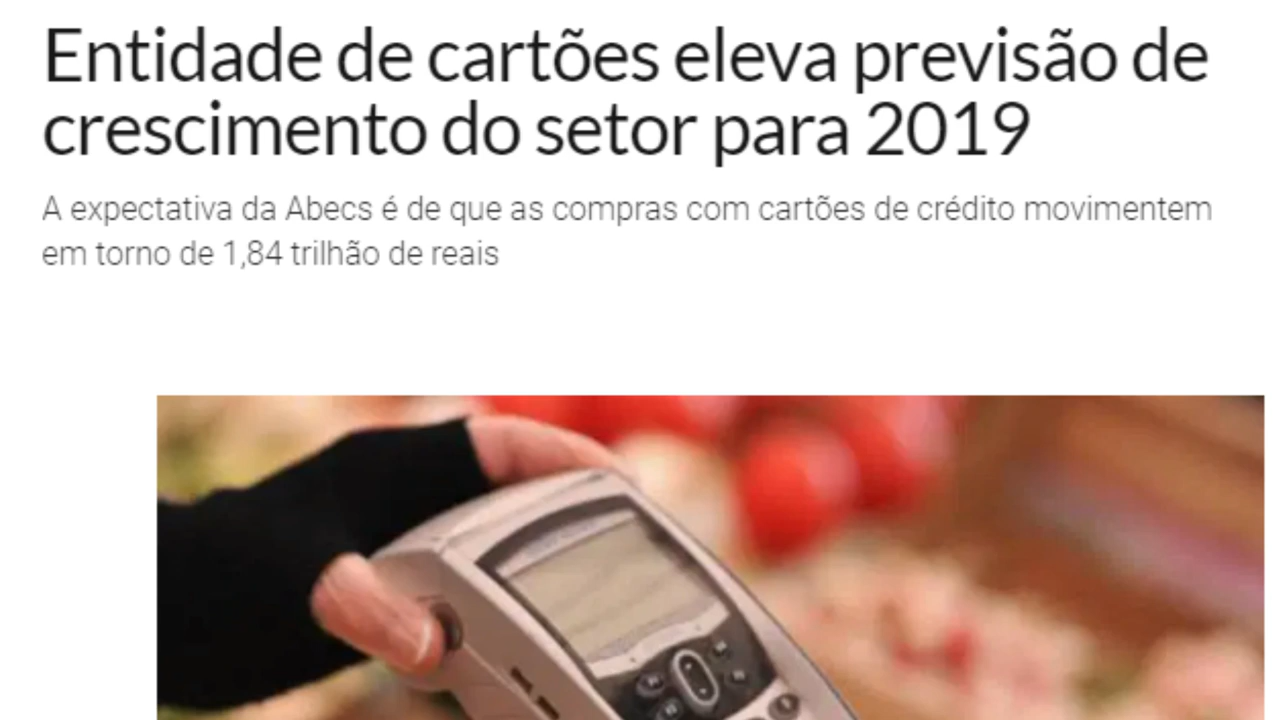 Entidade de cartões eleva previsão de
crescimento do setor para 2019
A expectativa da Abecs é de que as compras com cartões de crédito movimentem
em torno de 1,84 trilhão de reais